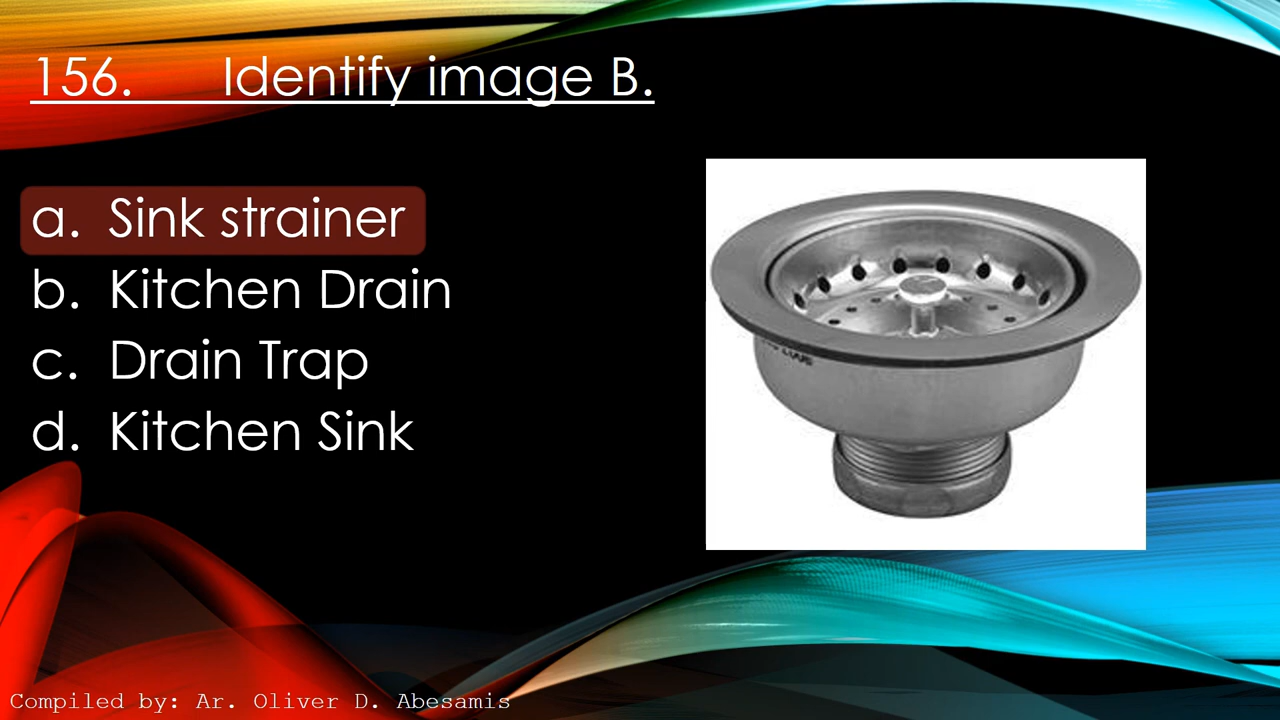 156. Identify image B.
a. Sink strainer
b. Kitchen Drain
c. Drain Trap
d. Kitchen Sink
Compiled by: Ar. Oliver D. Abesamis